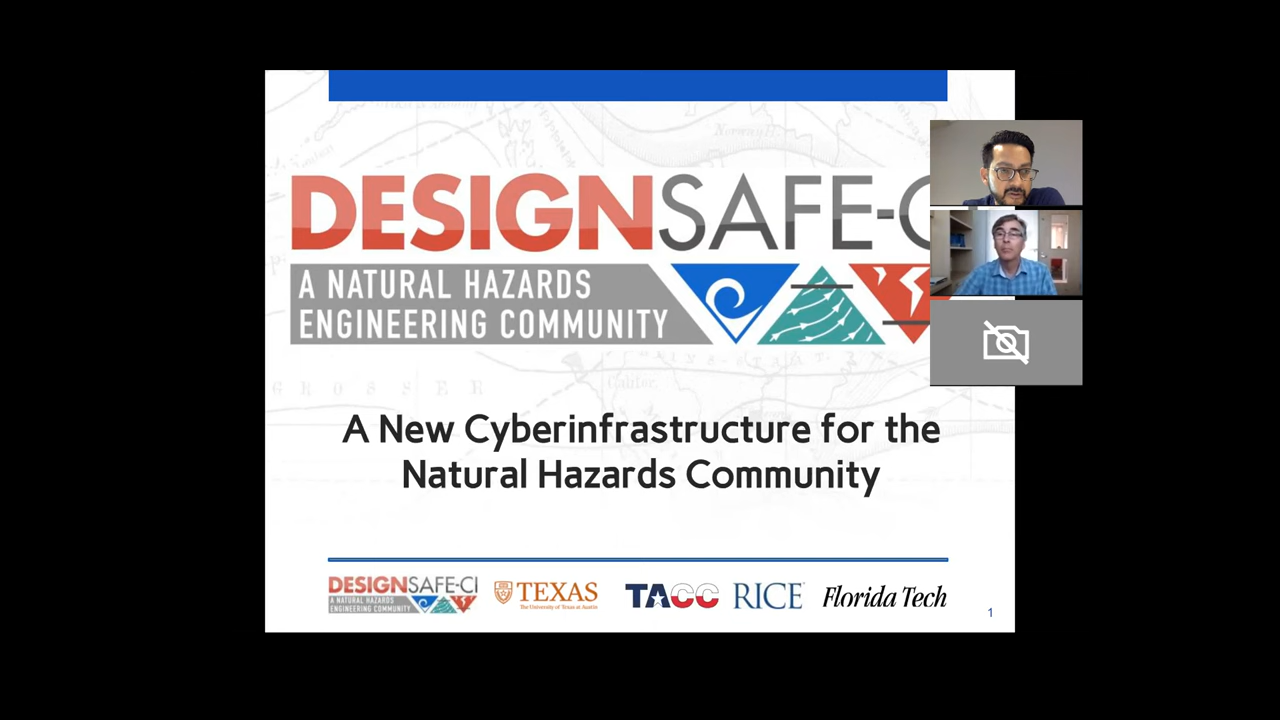 DESIGNSAFE-C
A NATURAL HAZARDS
ENGINEERING COMMUNITY
A New Cyberinfrastructure for the
Natural Hazards Community
DESIGNSAFE-CI
A NATURAL HAZARDS
ENGINEERING COMMUNITY
TEXAS
The University of Texas at Austin
TACC
RICE
Florida Tech
1